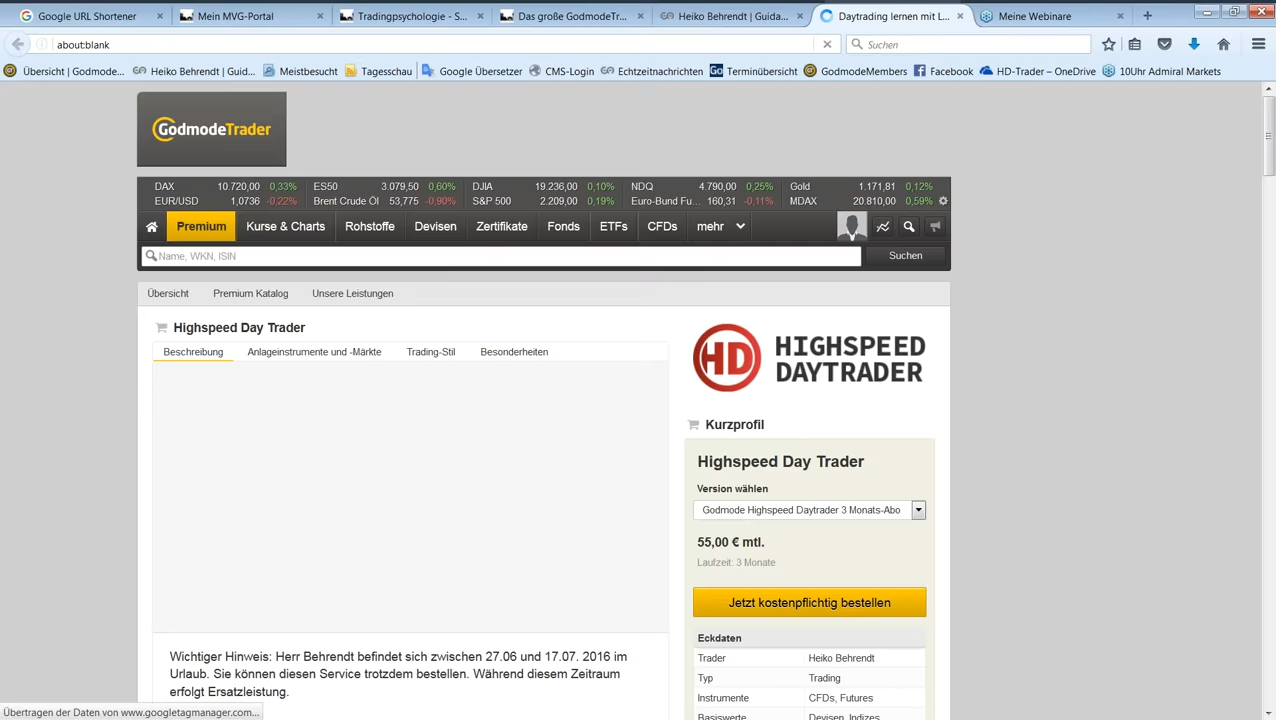 Google URL Shortener
Mein MVG-Portal
Tradingpsychologie - S...
Das große GodmodeTr...
Heiko Behrendt | Guida...
Daytrading lernen mit L...
Meine Webinare
about:blank
Suchen
Übersicht | Godmode...
Heiko Behrendt | Guid...
Meistbesucht
Tagesschau
Google Übersetzer
CMS-Login
Echtzeitnachrichten
Go Terminübersicht
GodmodeMembers
Facebook
HD-Trader – OneDrive
10Uhr Admiral Markets
GodmodeTrader
DAX 10.720,00 0,33% ES50 3.079,50 0,60% DJIA 19.236,00 0,10% NDQ 4.790,00 0,25% Gold 1.171,81 0,12%
EUR/USD 1,0736 -0,22% Brent Crude Öl 53,775 -0,90% S&P 500 2.209,00 0,19% Euro-Bund Fu... 160,31 -0,11% MDAX 20.810,00 0,59%
Premium Kurse & Charts Rohstoffe Devisen Zertifikate Fonds ETFs CFDs mehr
Name, WKN, ISIN
Suchen
Übersicht Premium Katalog Unsere Leistungen
Highspeed Day Trader
Beschreibung Anlageinstrumente und -Märkte Trading-Stil Besonderheiten
Wichtiger Hinweis: Herr Behrendt befindet sich zwischen 27.06 und 17.07. 2016 im
Urlaub. Sie können diesen Service trotzdem bestellen. Während diesem Zeitraum
erfolgt Ersatzleistung.
HD HIGHSPEED
DAYTRADER
Kurzprofil
Highspeed Day Trader
Version wählen
Godmode Highspeed Daytrader 3 Monats-Abo
55,00 € mtl.
Laufzeit: 3 Monate
Jetzt kostenpflichtig bestellen
Eckdaten
Trader Heiko Behrendt
Typ Trading
Instrumente CFDs, Futures
Basiswerte Devisen, Indizes
Übertragen der Daten von www.googletagmanager.com...